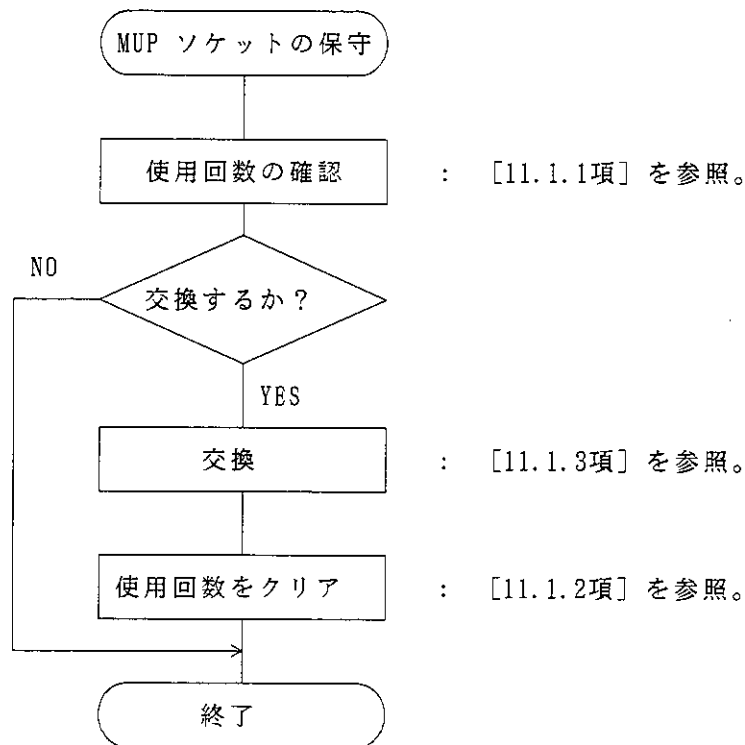 MUP ソケットの保守
使用回数の確認 : [11.1.1項] を参照。
NO
交換するか？
YES
交換 : [11.1.3項] を参照。
使用回数をクリア : [11.1.2項] を参照。
終了